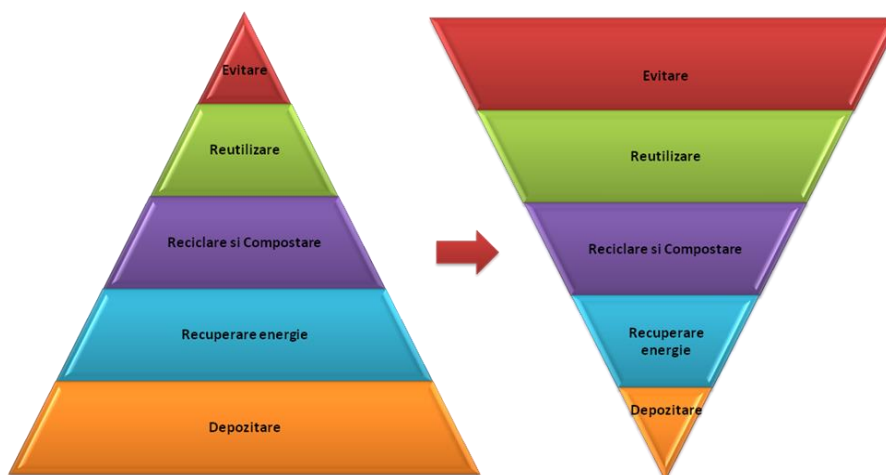 Evitare
Reutilizare
Reciclare si Compostare
Recuperare energie
Depozitare
Evitare
Reutilizare
Reciclare si Compostare
Recuperare
energie
Depozitare